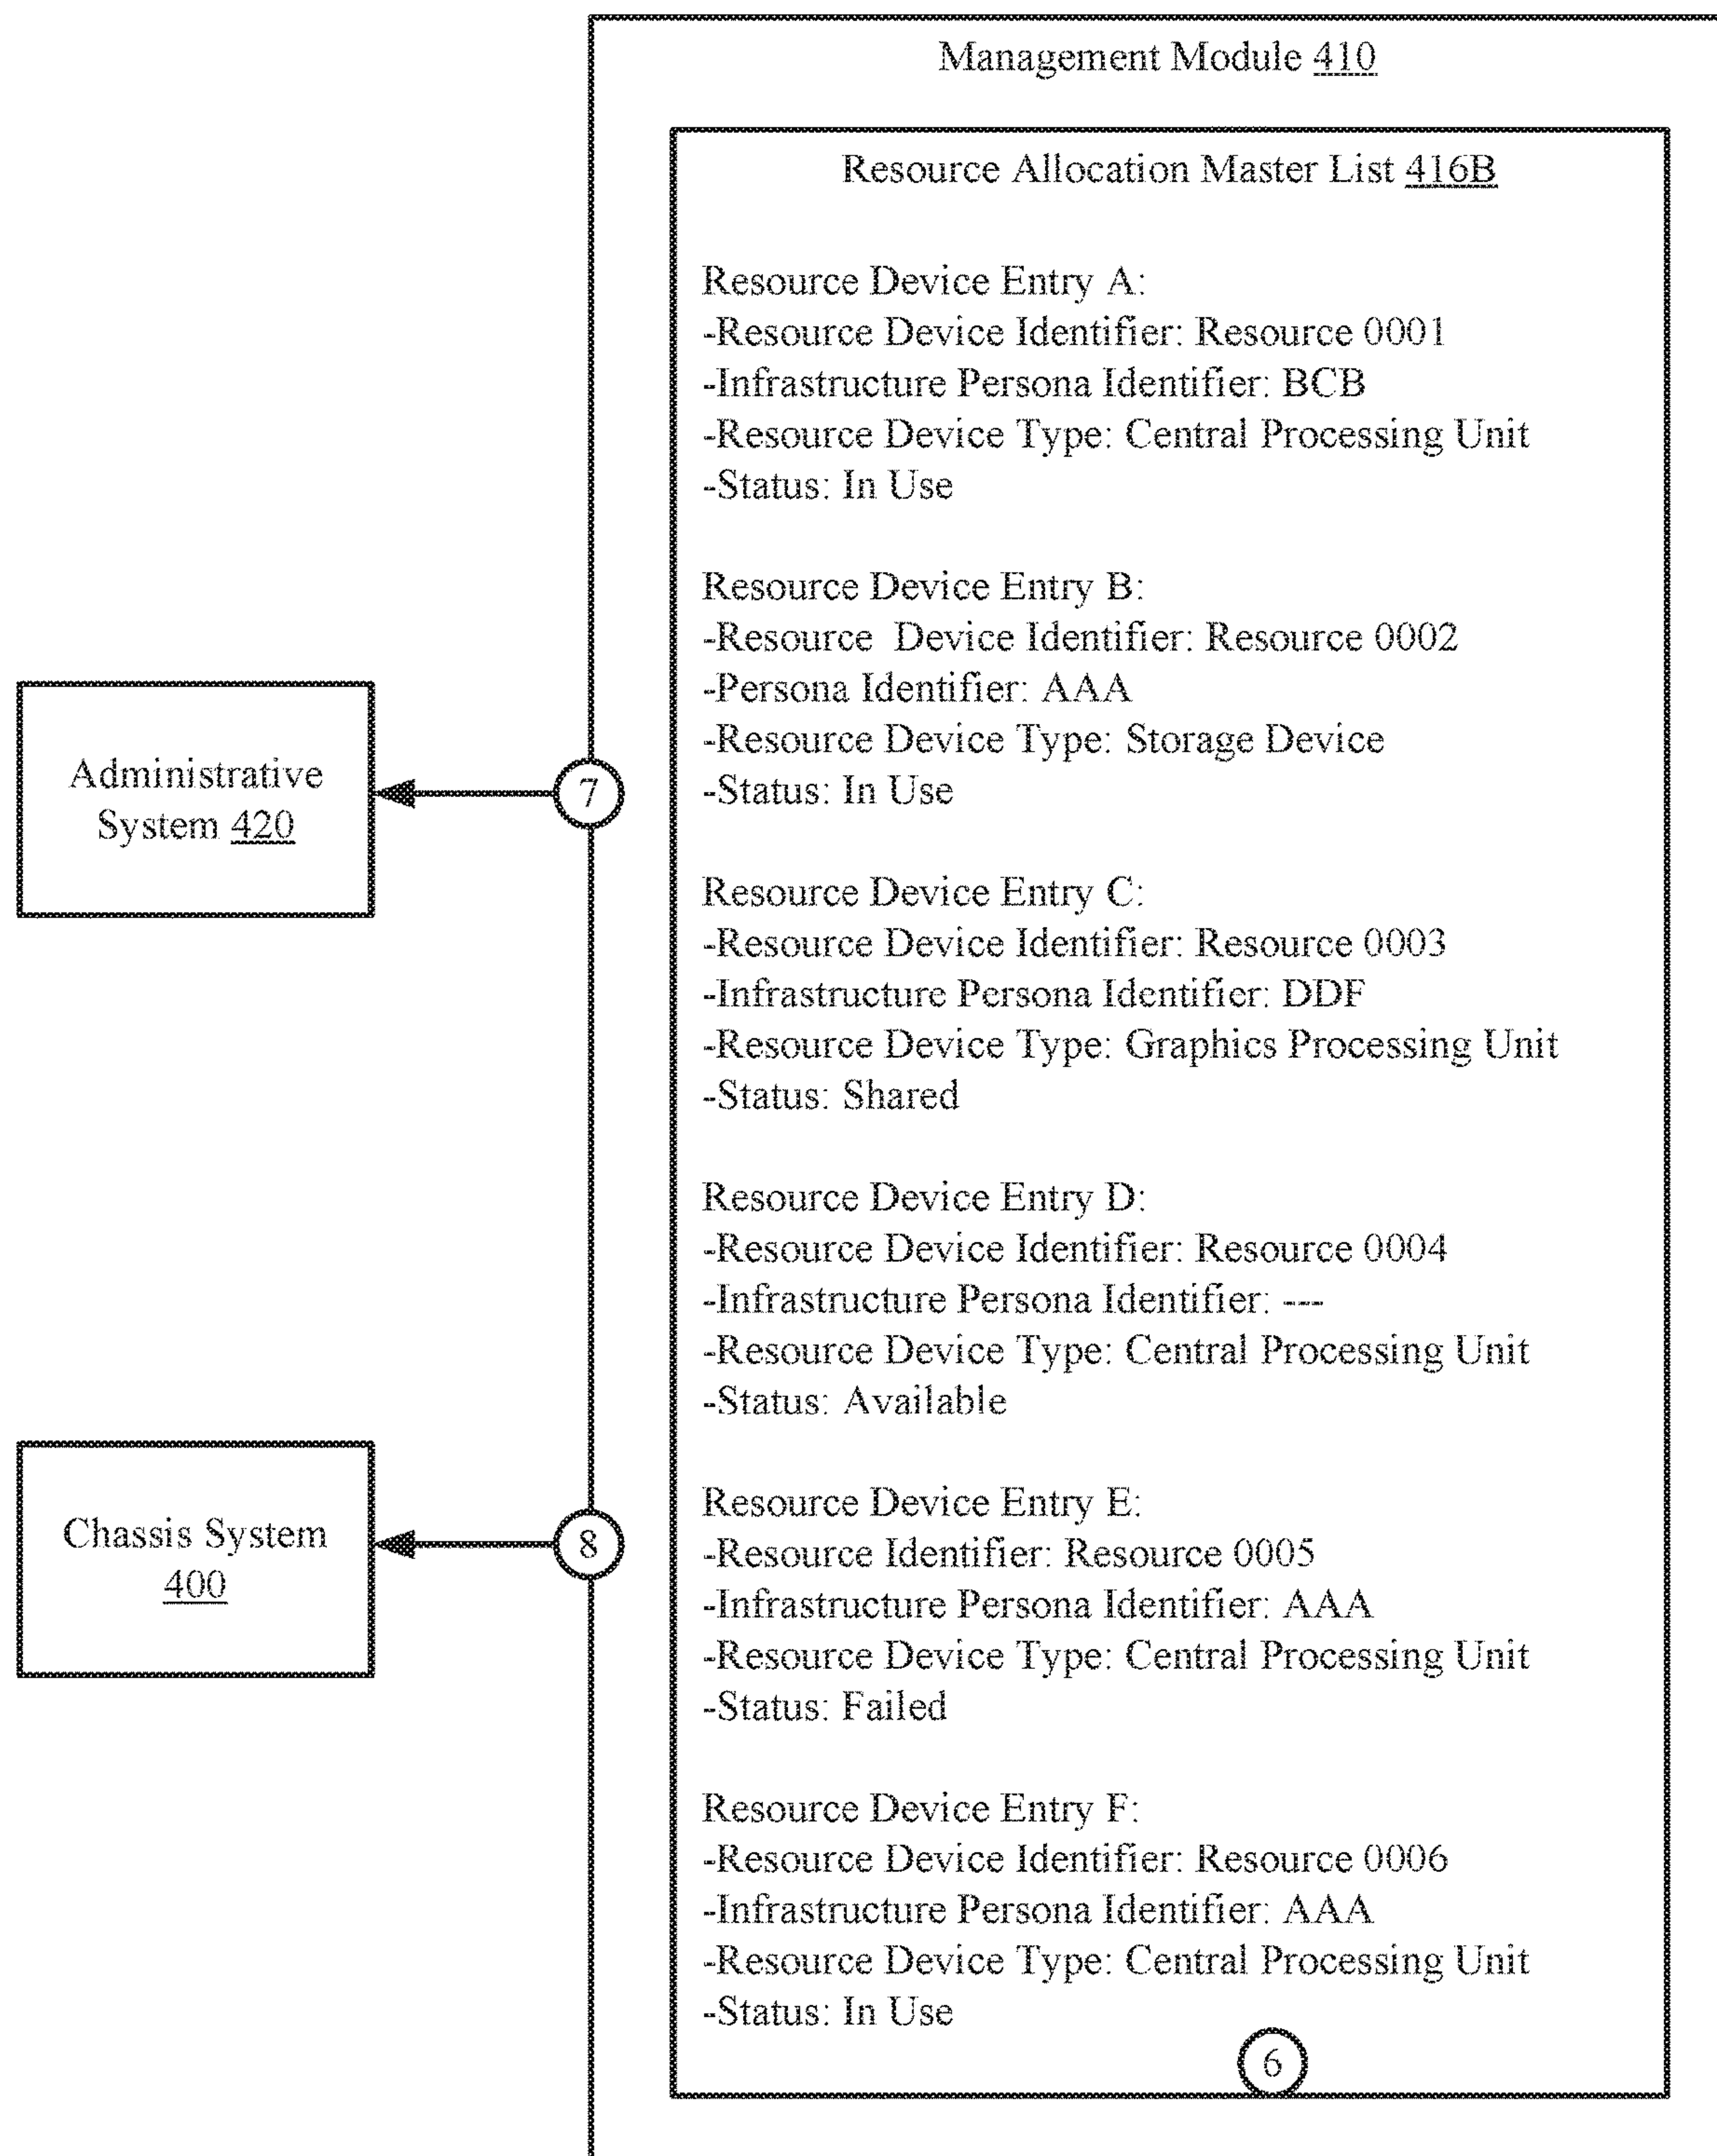 Management Module 410
Resource Allocation Master List 416B
Resource Device Entry A:
-Resource Device Identifier: Resource 0001
-Infrastructure Persona Identifier: BCB
-Resource Device Type: Central Processing Unit
-Status: In Use
Resource Device Entry B:
-Resource  Device Identifier: Resource 0002
-Persona Identifier: AAA
-Resource Device Type: Storage Device
-Status: In Use
Administrative
System 420
7
Resource Device Entry C:
-Resource Device Identifier: Resource 0003
-Infrastructure Persona Identifier: DDF
-Resource Device Type: Graphics Processing Unit
-Status: Shared
Resource Device Entry D:
-Resource Device Identifier: Resource 0004
-Infrastructure Persona Identifier: ---
-Resource Device Type: Central Processing Unit
-Status: Available
Chassis System
400
8
Resource Device Entry E:
-Resource Identifier: Resource 0005
-Infrastructure Persona Identifier: AAA
-Resource Device Type: Central Processing Unit
-Status: Failed
Resource Device Entry F:
-Resource Device Identifier: Resource 0006
-Infrastructure Persona Identifier: AAA
-Resource Device Type: Central Processing Unit
-Status: In Use
6